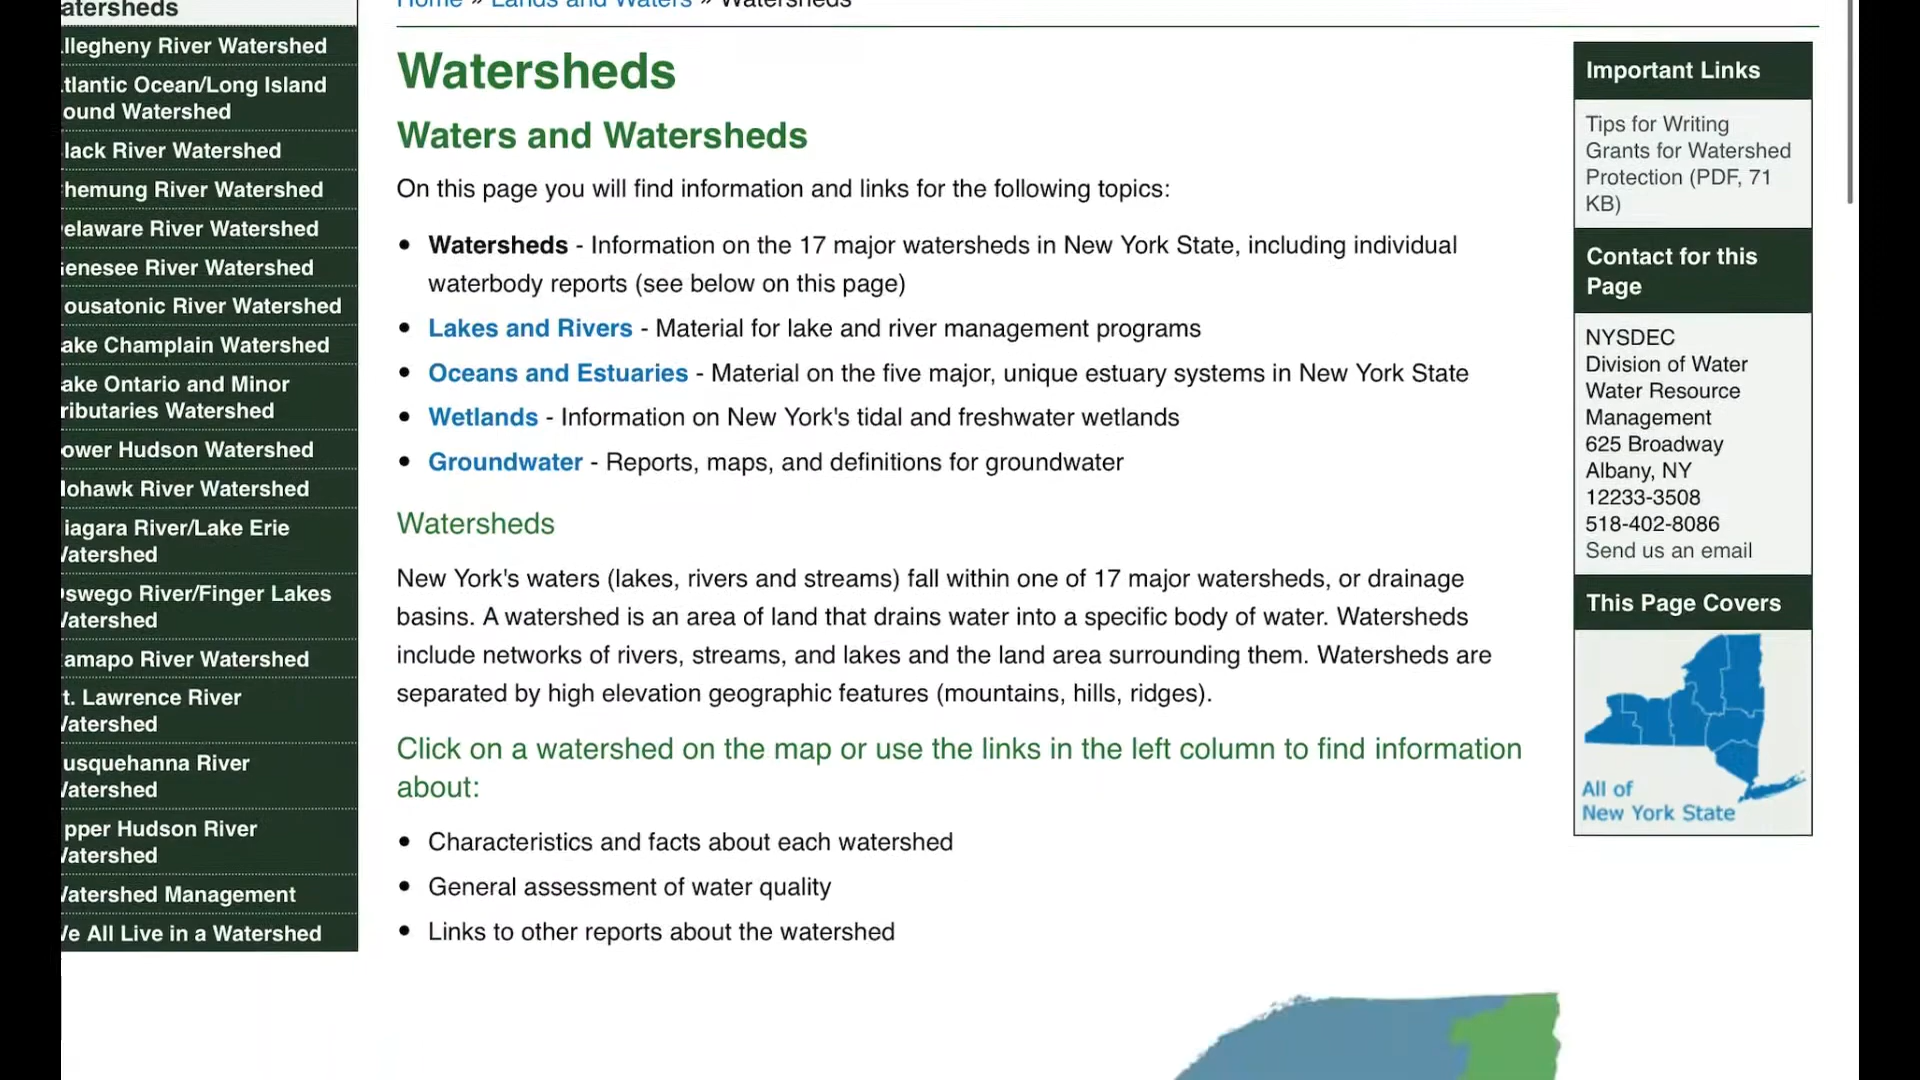 atersheds
llegheny River Watershed
tlantic Ocean/Long Island
ound Watershed
lack River Watershed
hemung River Watershed
elaware River Watershed
enesee River Watershed
ousatonic River Watershed
ake Champlain Watershed
ake Ontario and Minor
ributaries Watershed
ower Hudson Watershed
ohawk River Watershed
iagara River/Lake Erie
atershed
swego River/Finger Lakes
atershed
amapo River Watershed
t. Lawrence River
atershed
usquehanna River
atershed
pper Hudson River
atershed
atershed Management
e All Live in a Watershed
Home » Lands and Waters » Watersheds
Watersheds
Waters and Watersheds
On this page you will find information and links for the following topics:
• Watersheds - Information on the 17 major watersheds in New York State, including individual
waterbody reports (see below on this page)
• Lakes and Rivers - Material for lake and river management programs
• Oceans and Estuaries - Material on the five major, unique estuary systems in New York State
• Wetlands - Information on New York's tidal and freshwater wetlands
• Groundwater - Reports, maps, and definitions for groundwater
Watersheds
New York's waters (lakes, rivers and streams) fall within one of 17 major watersheds, or drainage
basins. A watershed is an area of land that drains water into a specific body of water. Watersheds
include networks of rivers, streams, and lakes and the land area surrounding them. Watersheds are
separated by high elevation geographic features (mountains, hills, ridges).
Click on a watershed on the map or use the links in the left column to find information
about:
• Characteristics and facts about each watershed
• General assessment of water quality
• Links to other reports about the watershed
Important Links
Tips for Writing
Grants for Watershed
Protection (PDF, 71
KB)
Contact for this
Page
NYSDEC
Division of Water
Water Resource
Management
625 Broadway
Albany, NY
12233-3508
518-402-8086
Send us an email
This Page Covers
All of
New York State